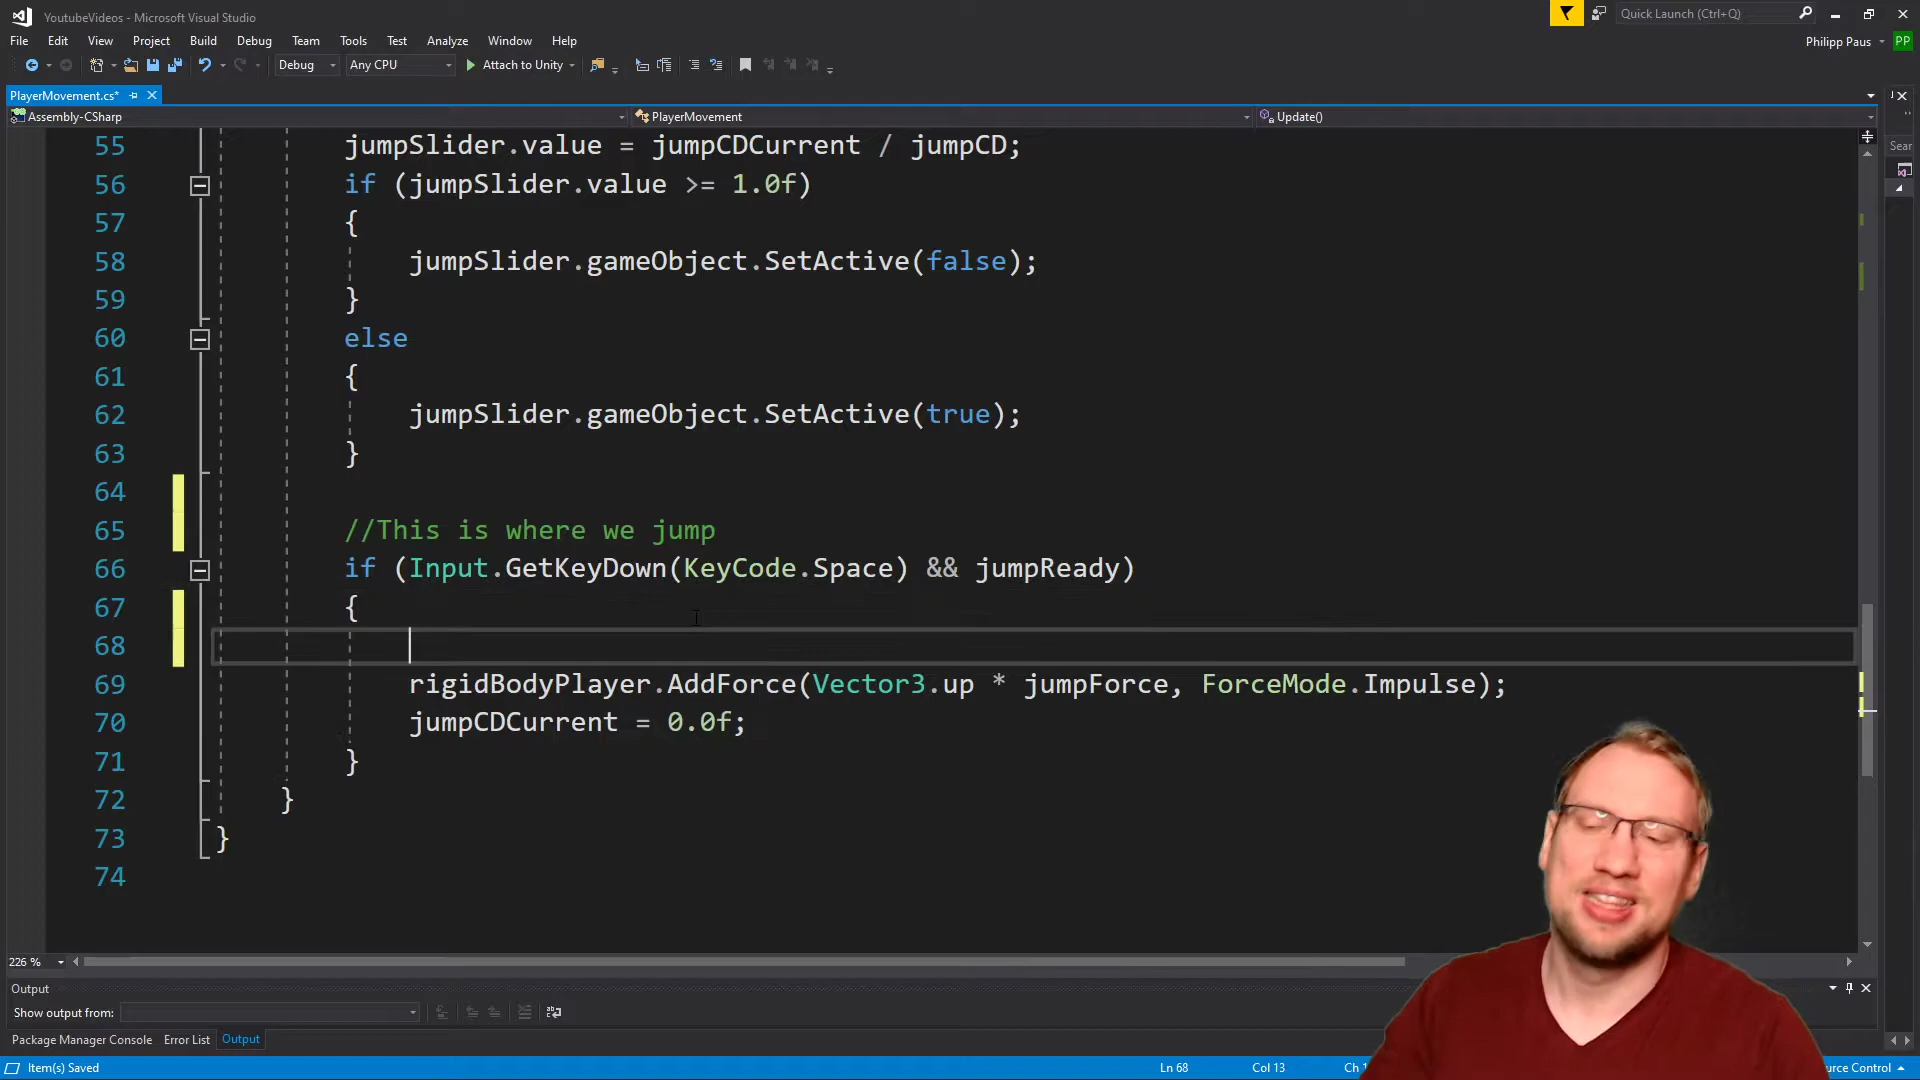 YoutubeVideos - Microsoft Visual Studio
Quick Launch (Ctrl+Q)
File Edit View Project Build Debug Team Tools Test Analyze Window Help
Philipp Paus PP
Debug Any CPU Attach to Unity
PlayerMovement.cs*
Assembly-CSharp PlayerMovement Update()
Sear
55 jumpSlider.value = jumpCDCurrent / jumpCD;
56 if (jumpSlider.value >= 1.0f)
57 {
58 jumpSlider.gameObject.SetActive(false);
59 }
60 else
61 {
62 jumpSlider.gameObject.SetActive(true);
63 }
64
65 //This is where we jump
66 if (Input.GetKeyDown(KeyCode.Space) && jumpReady)
67 {
68
69 rigidBodyPlayer.AddForce(Vector3.up * jumpForce, ForceMode.Impulse);
70 jumpCDCurrent = 0.0f;
71 }
72 }
73 }
74
226 %
Output
Show output from:
Package Manager Console Error List Output
Item(s) Saved Ln 68 Col 13 Ch 1 urce Control